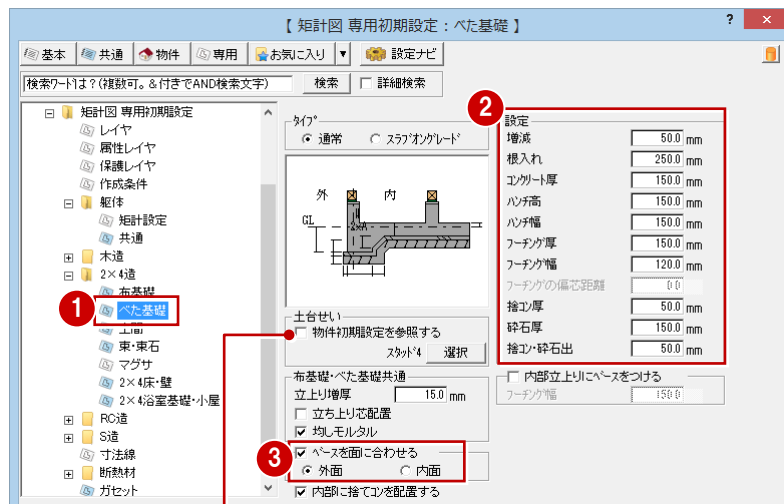 【 矩計図 専用初期設定：べた基礎 】
? ×
基本 共通 物件 専用 お気に入り ▼ 設定ナビ
検索ワードは？(複数可。＆付きでAND検索文字) 検索 詳細検索
矩計図 専用初期設定
レイヤ
属性レイヤ
保護レイヤ
作成条件
躯体
矩計設定
共通
木造
2×4造
布基礎
1
べた基礎
土間
束・束石
マグサ
2×4床・壁
2×4浴室基礎・小屋
RC造
S造
寸法線
断熱材
ガセット
タイプ
通常 スラブオングレード
外 内
GL
A
土台せい
物件初期設定を参照する
スタッド4 選択
布基礎・べた基礎共通
立上り増厚 15.0 mm
立ち上り芯配置
均しモルタル
3
ベースを面に合わせる
外面 内面
内部に捨てコンを配置する
2
設定
増減 50.0 mm
根入れ 250.0 mm
コンクリート厚 150.0 mm
ハンチ高 150.0 mm
ハンチ幅 150.0 mm
フーチング厚 150.0 mm
フーチング幅 120.0 mm
フーチングの偏芯距離 0.0
捨コン厚 50.0 mm
砕石厚 150.0 mm
捨コン・砕石出 50.0 mm
内部立上りにベースをつける
フーチング幅 150.0